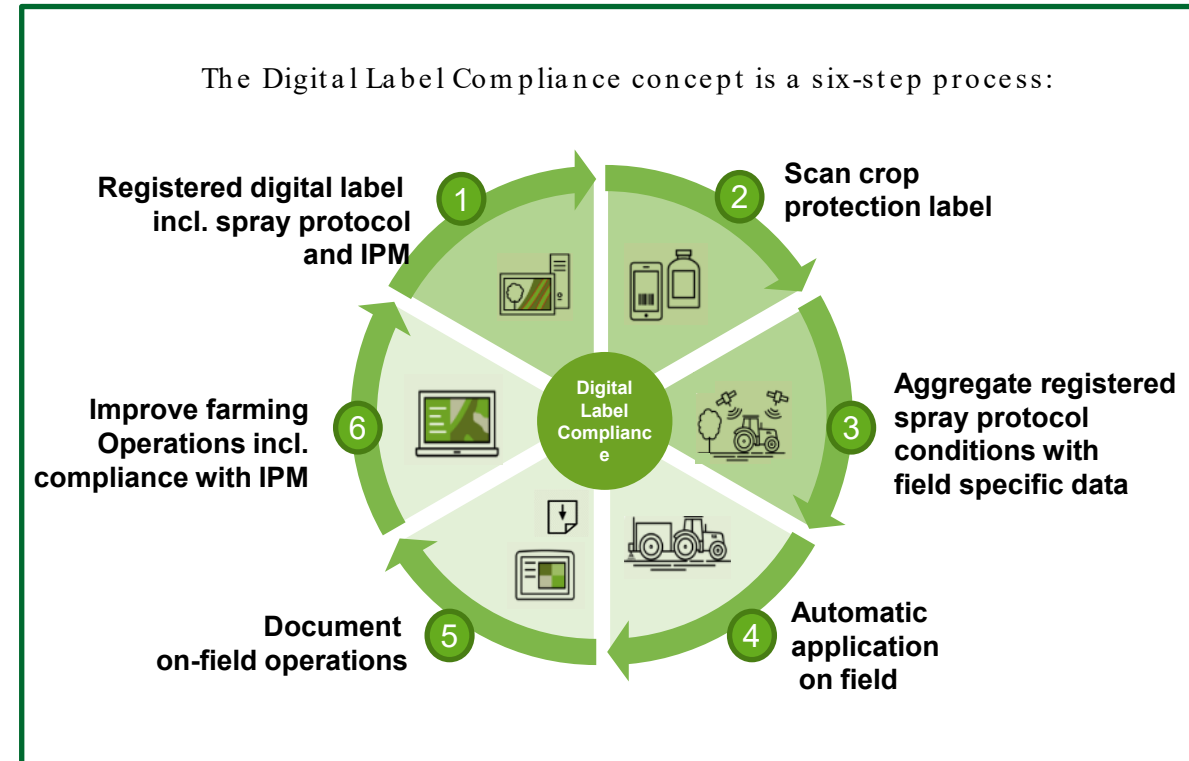 The Digital Label Compliance concept is a six-step process:
1
Registered digital label
incl. spray protocol
and IPM
2
Scan crop
protection label
3
Aggregate registered
spray protocol
conditions with
field specific data
4
Automatic
application
on field
5
Document
on-field operations
6
Improve farming
Operations incl.
compliance with IPM
Digital
Label
Complianc
e